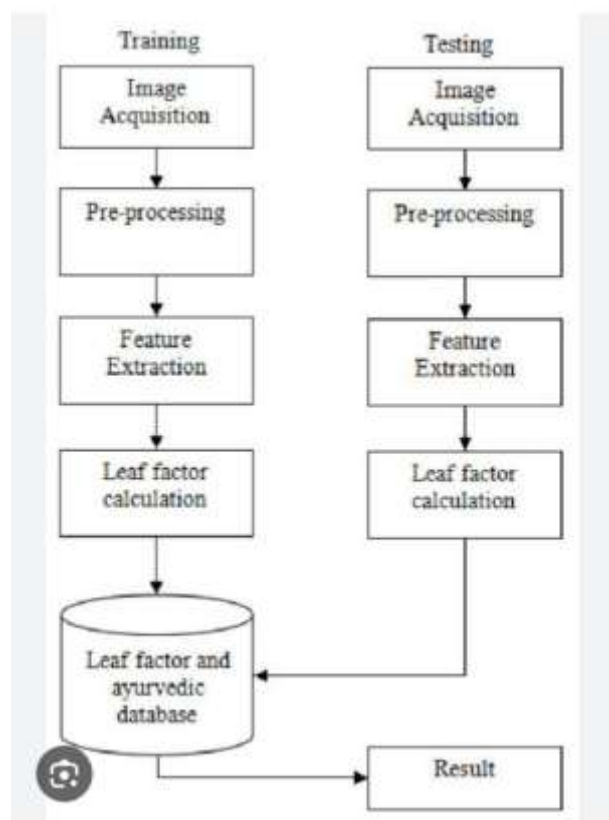 Training
Image
Acquisition
Pre-processing
Feature
Extraction
Leaf factor
calculation
Leaf factor and
ayurvedic
database
Testing
Image
Acquisition
Pre-processing
Feature
Extraction
Leaf factor
calculation
Result